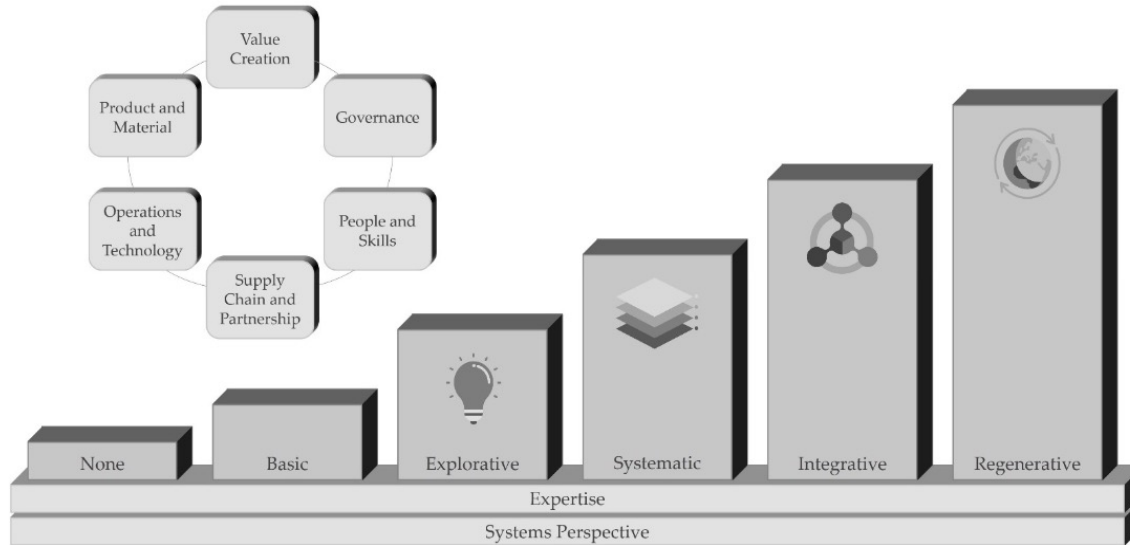 Value
Creation
Product and
Material
Governance
Operations
and
Technology
People and
Skills
Supply
Chain and
Partnership
None
Basic
Explorative
Systematic
Integrative
Regenerative
Expertise
Systems Perspective